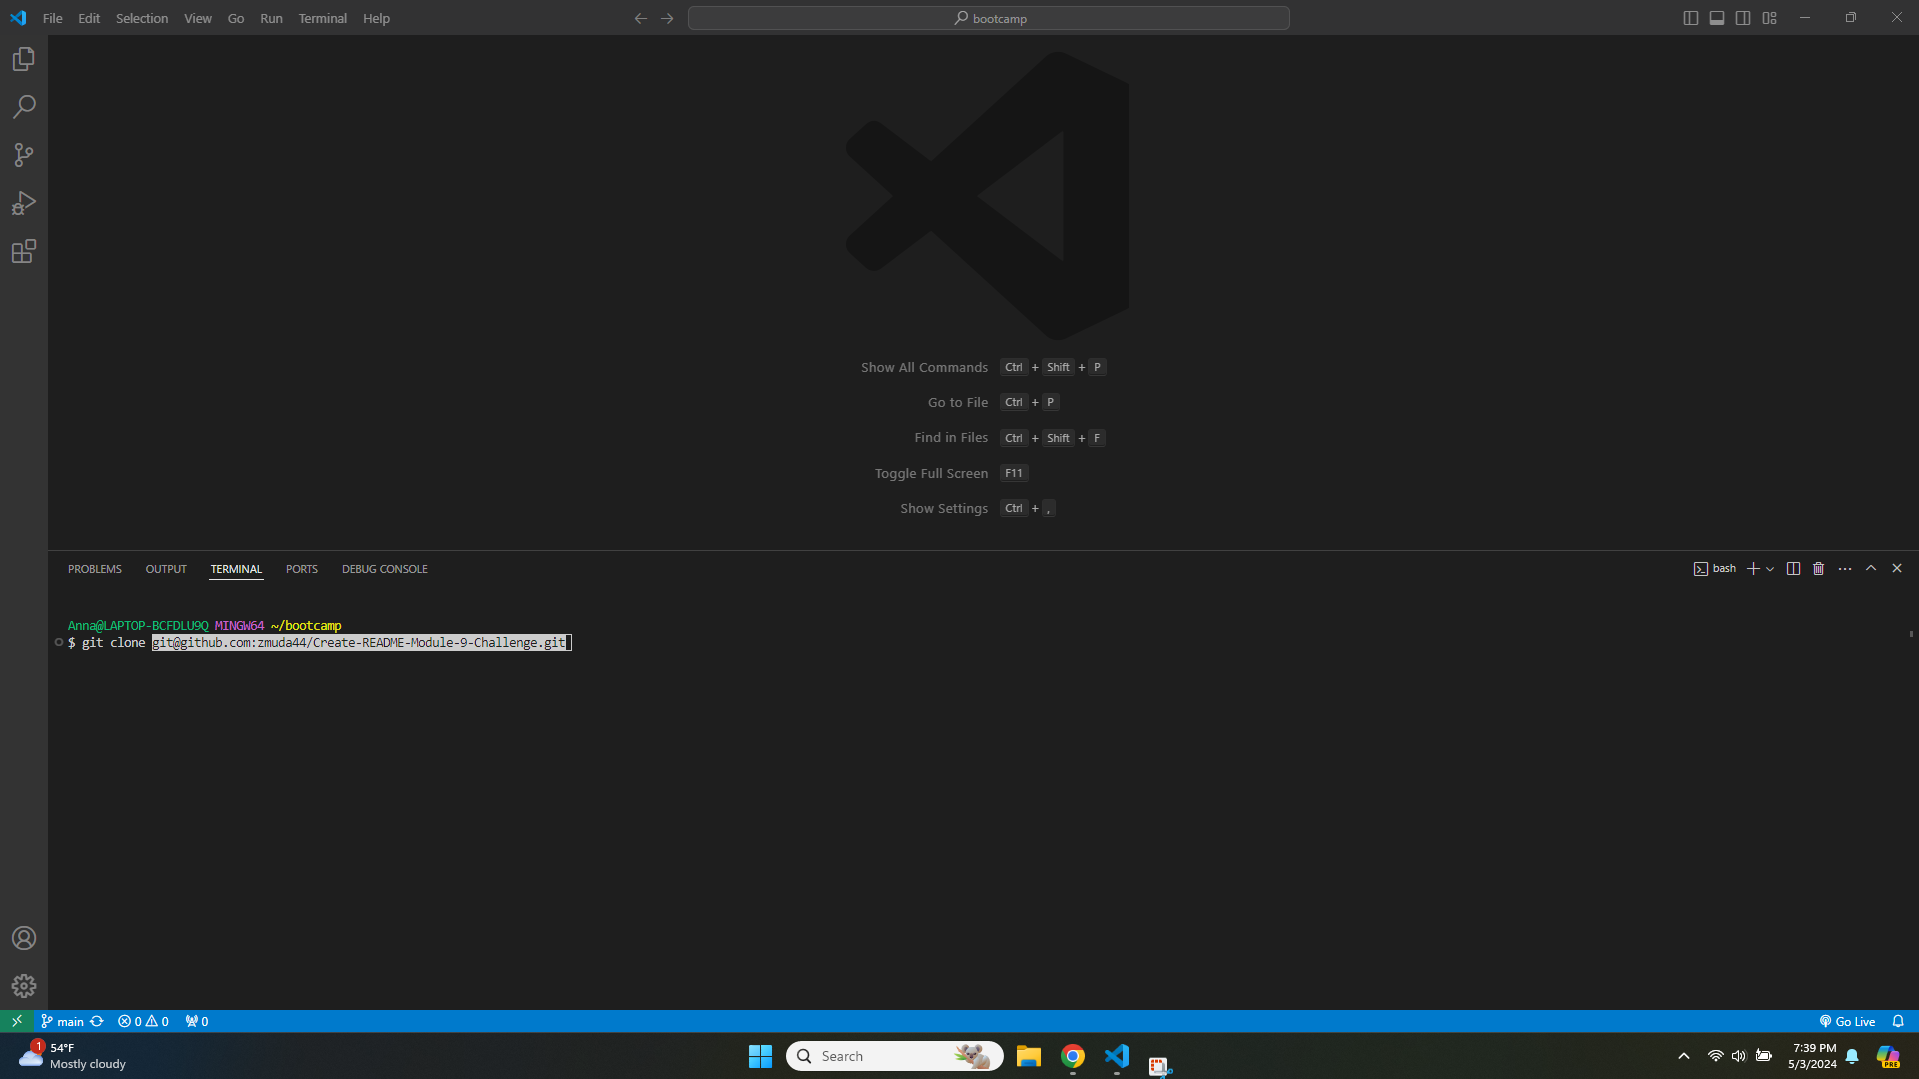 File Edit Selection View Go Run Terminal Help
bootcamp
Show All Commands Ctrl + Shift + P
Go to File Ctrl + P
Find in Files Ctrl + Shift + F
Toggle Full Screen F11
Show Settings Ctrl + ,
PROBLEMS OUTPUT TERMINAL PORTS DEBUG CONSOLE
bash
Anna@LAPTOP-BCFDLU9Q MINGW64 ~/bootcamp
$ git clone git@github.com:zmuda44/Create-README-Module-9-Challenge.git
main 0 0 0
Go Live
1
54°F
Mostly cloudy
Search
7:39 PM
5/3/2024
PRE